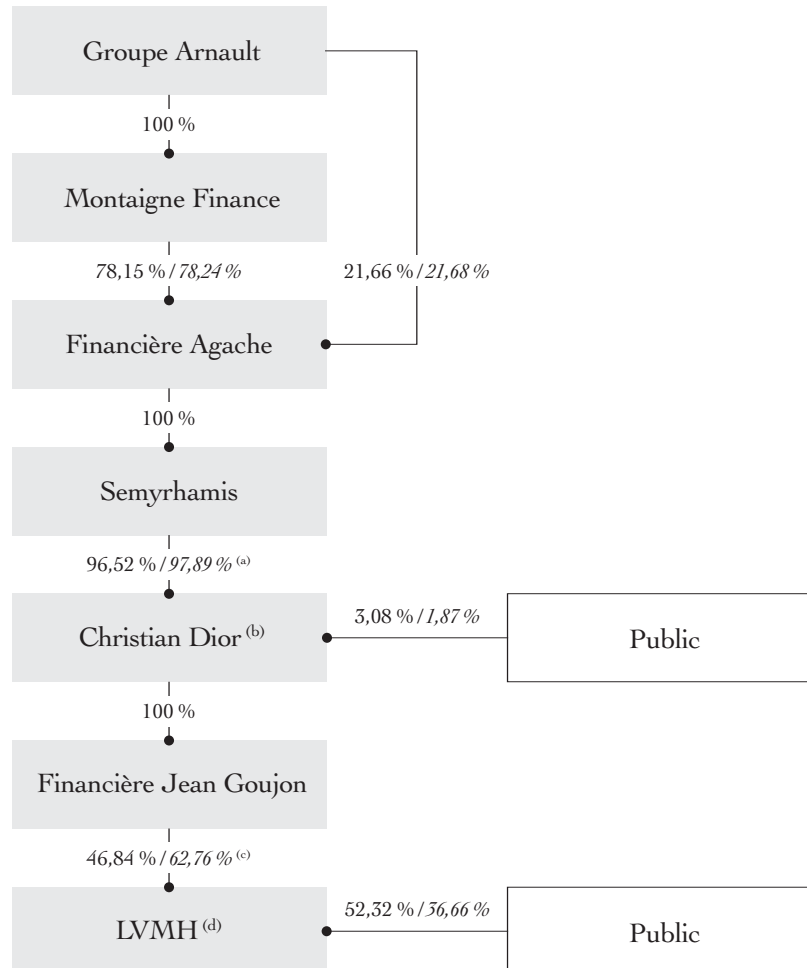 Groupe Arnault
100 %
Montaigne Finance
78,15 % / 78,24 %
21,66 % / 21,68 %
Financière Agache
100 %
Semyrhamis
96,52 % / 97,89 % (a)
Christian Dior (b)
3,08 % / 1,87 %
Public
100 %
Financière Jean Goujon
46,84 % / 62,76 % (c)
LVMH (d)
52,32 % / 36,66 %
Public